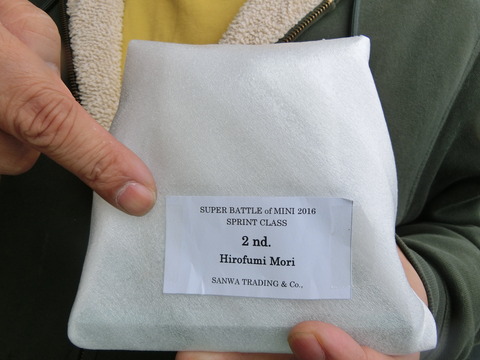 SUPER BATTLE of MINI 2016
SPRINT CLASS
2 nd.
Hirofumi Mori
SANWA TRADING & Co.,